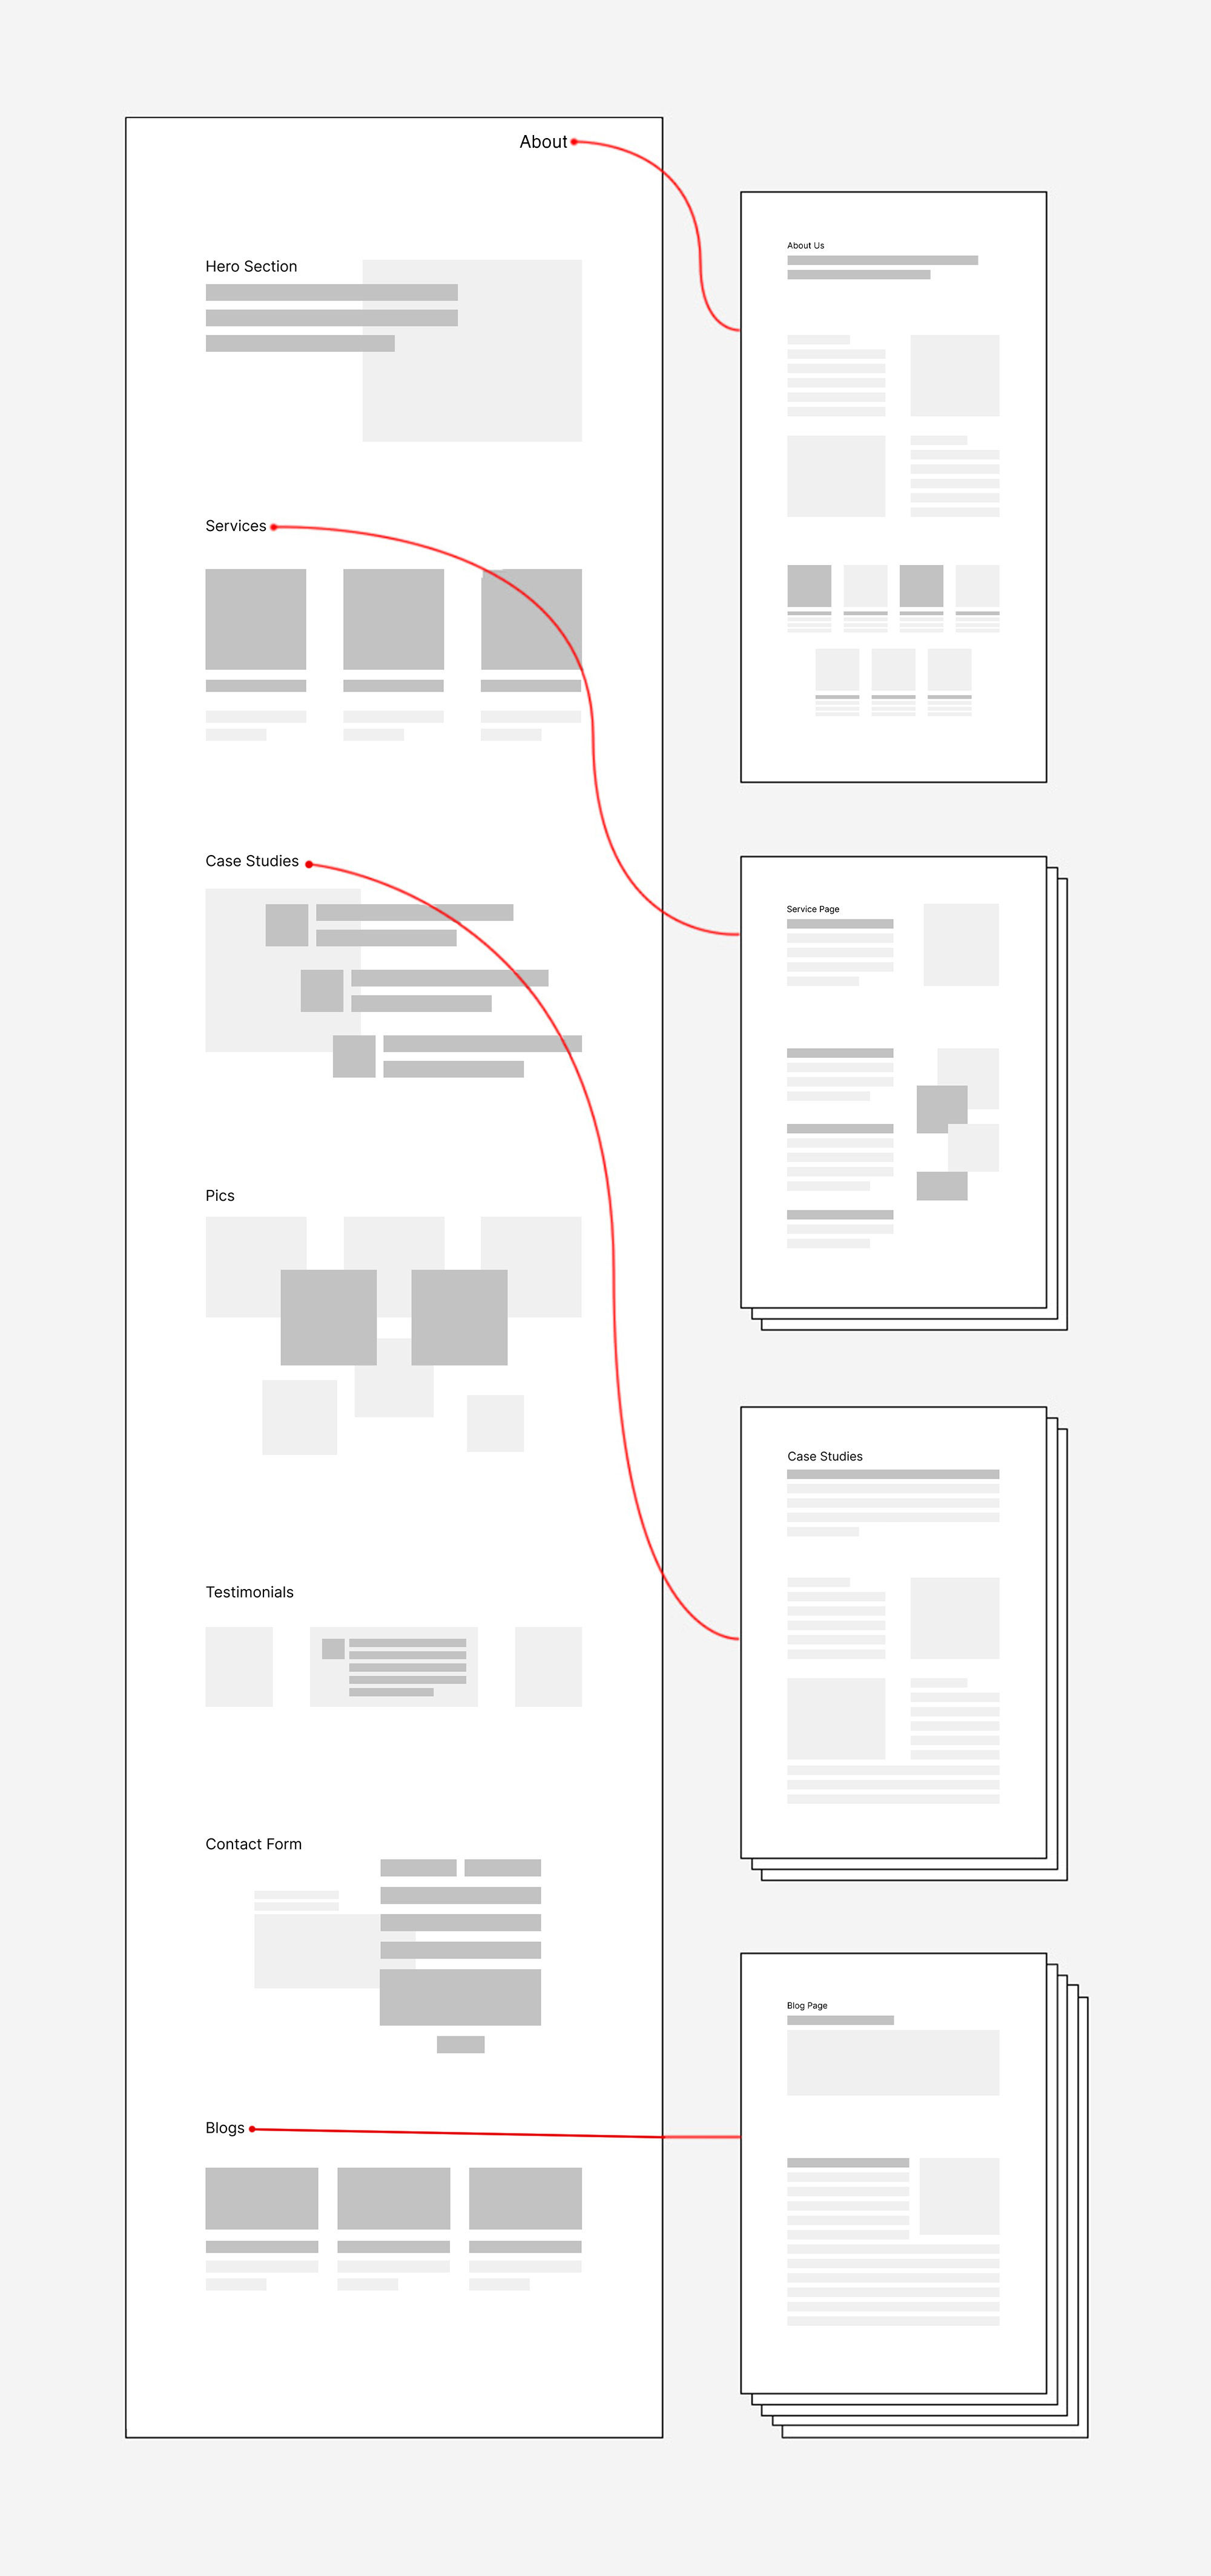 About
Hero Section
Services
Case Studies
Pics
Testimonials
Contact Form
Blogs
About Us
Service Page
Case Studies
Blog Page